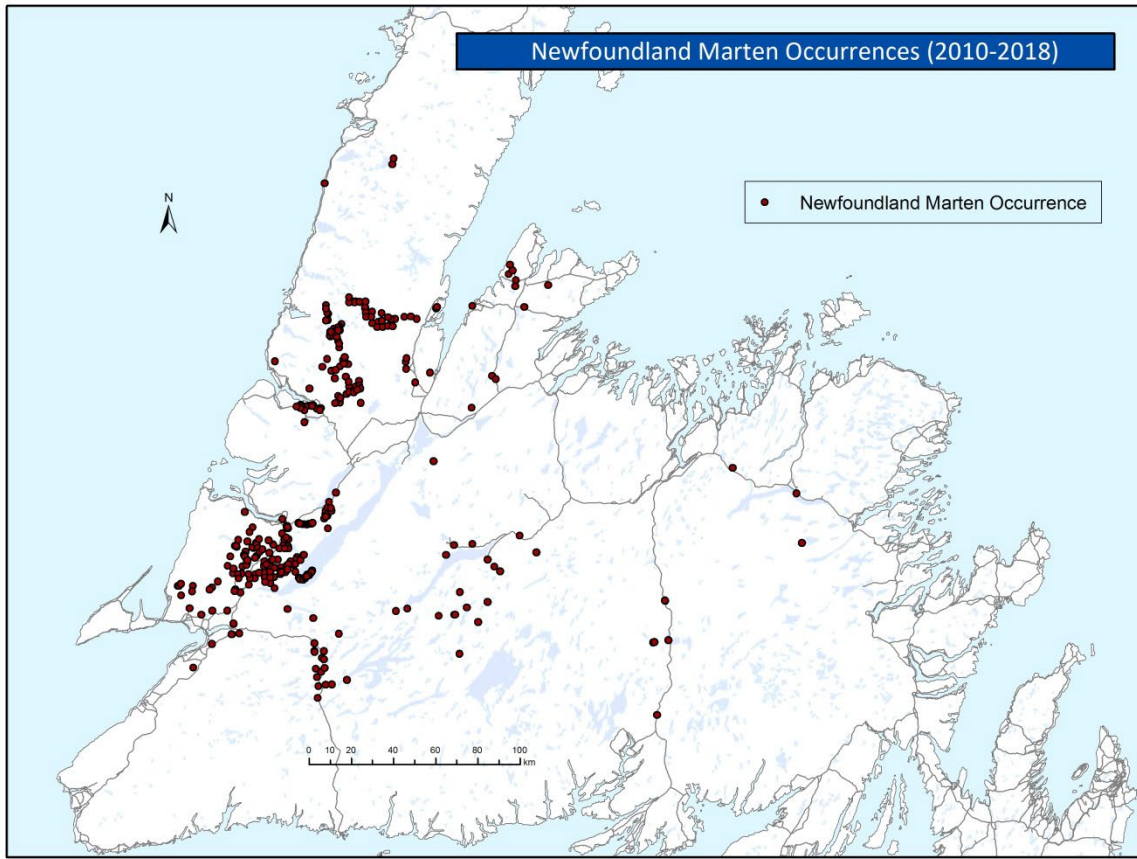 Newfoundland Marten Occurrences (2010-2018)
N
Newfoundland Marten Occurrence
0 10 20 40 60 80 100
km